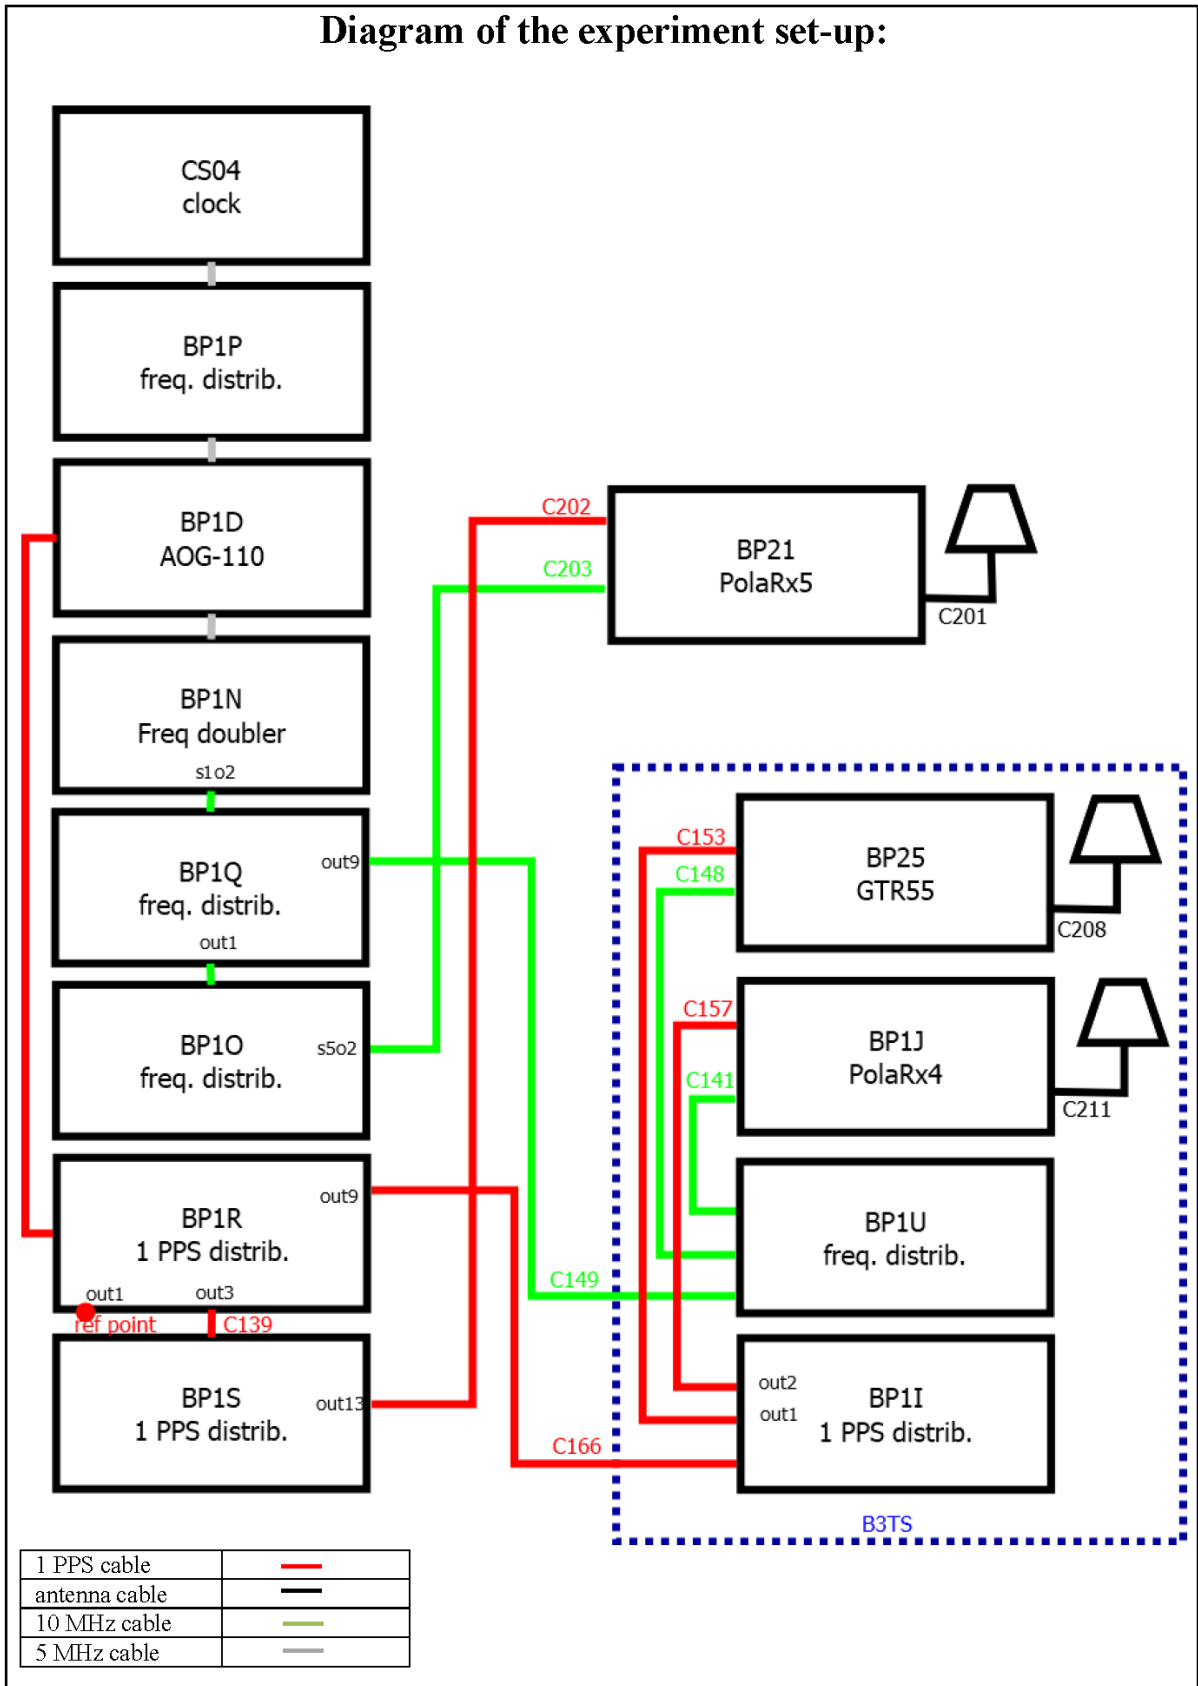 Diagram of the experiment set-up:
CS04
clock
BP1P
freq. distrib.
BP1D
AOG-110
BP1N
Freq doubler
s1o2
BP1Q
freq. distrib.
out9
out1
BP1O
freq. distrib.
s5o2
BP1R
1 PPS distrib.
out9
out1
out3
ref point
C139
BP1S
1 PPS distrib.
out13
C202
C203
BP21
PolaRx5
C201
C153
C148
BP25
GTR55
C208
C157
C141
BP1J
PolaRx4
C211
BP1U
freq. distrib.
C149
out2
out1
BP1I
1 PPS distrib.
C166
B3TS
1 PPS cable
antenna cable
10 MHz cable
5 MHz cable